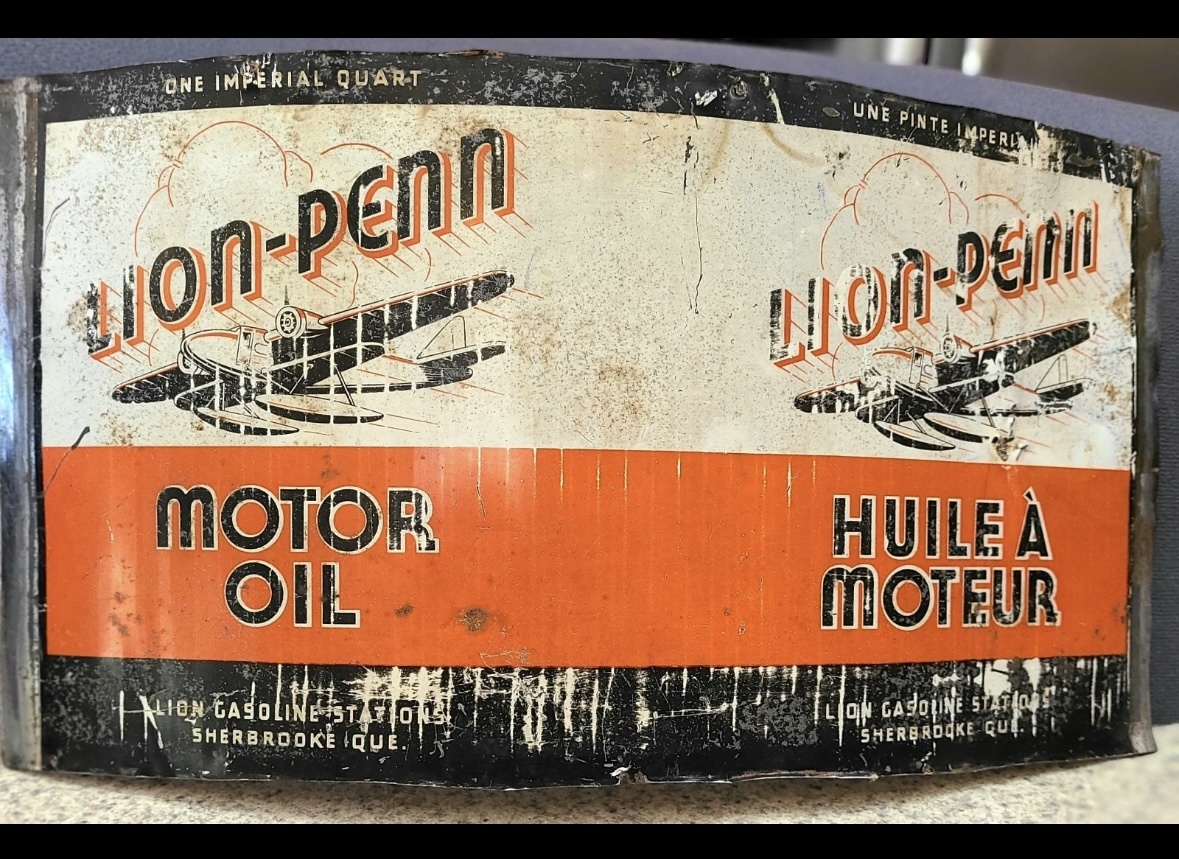 ONE IMPERIAL QUART
LION-PENN
MOTOR
OIL
LION GASOLINE STATIONS
SHERBROOKE QUE.
UNE PINTE
LION-PENN
HUILE À
MOTEUR
LION GASOLINE STATIONS
SHERBROOKE QUE.